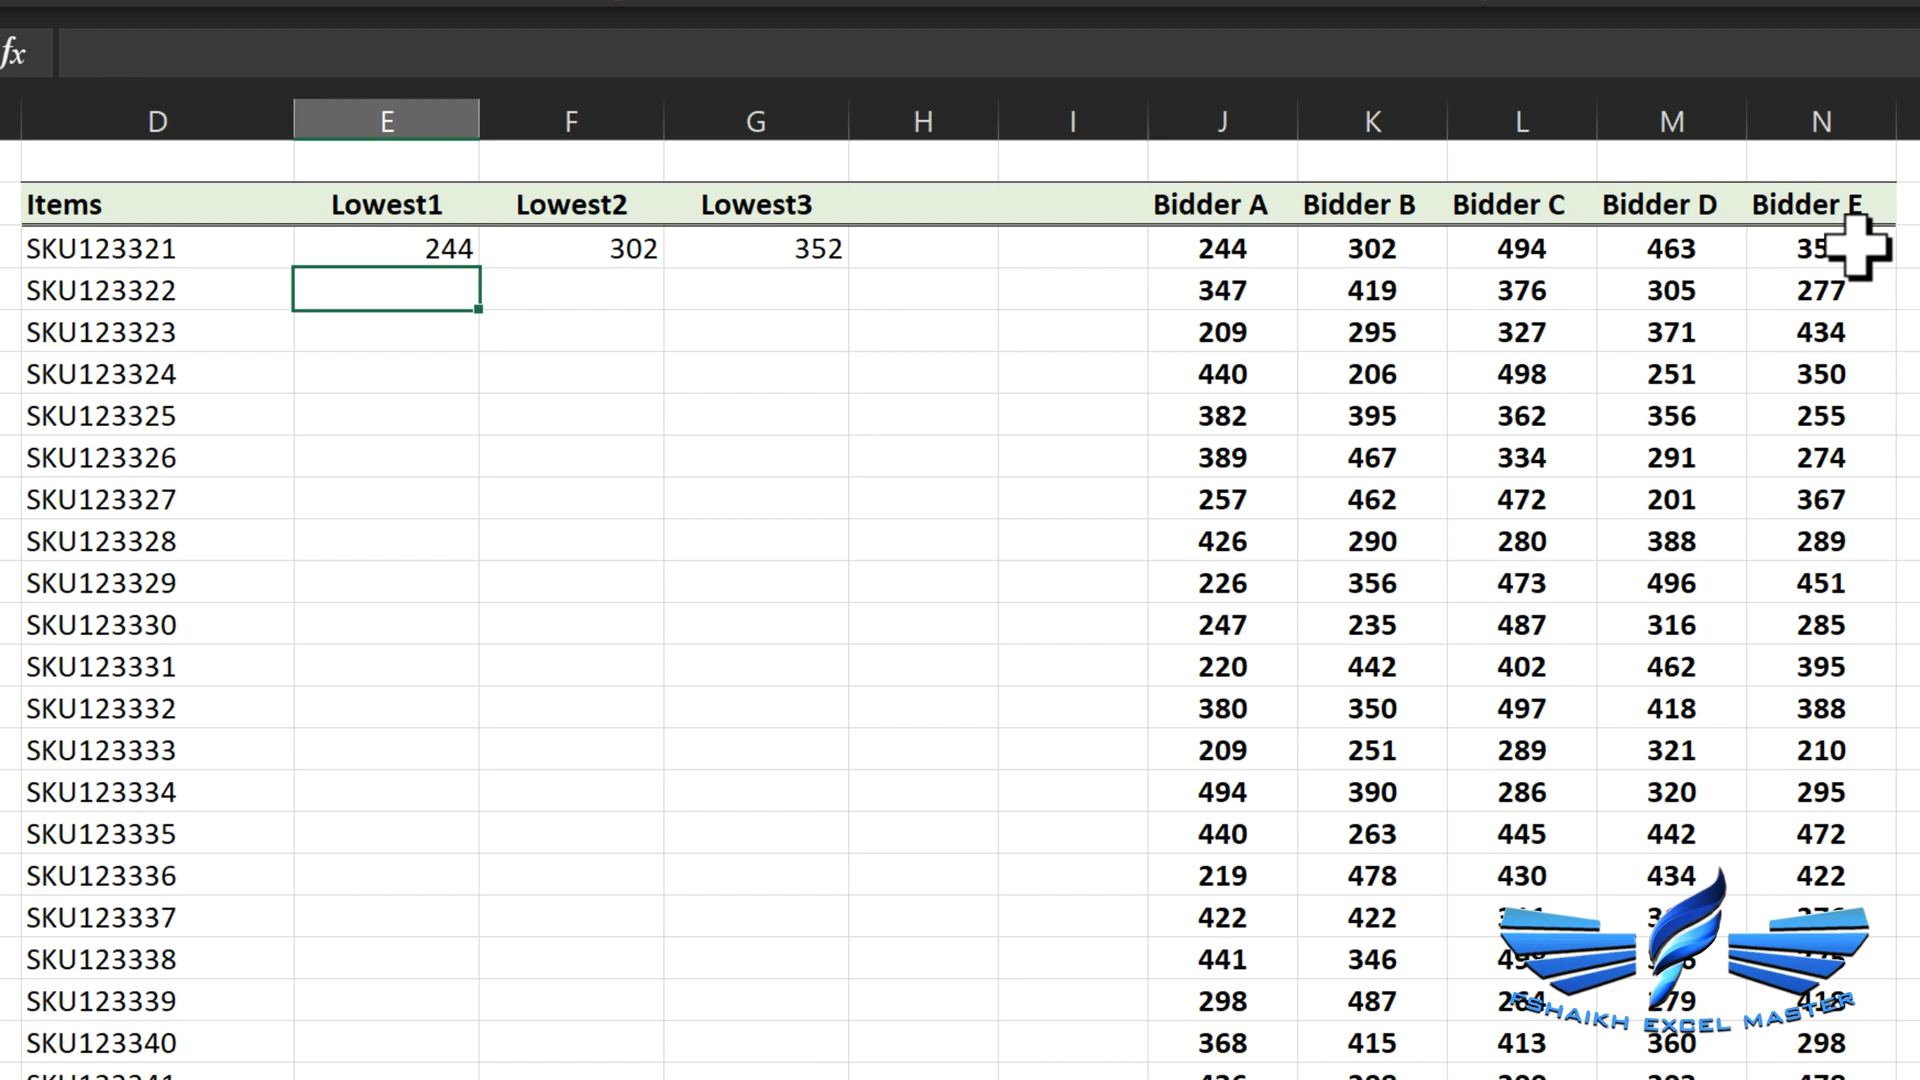 fx
D E F G H I J K L M N
Items Lowest1 Lowest2 Lowest3 Bidder A Bidder B Bidder C Bidder D Bidder E
SKU123321 244 302 352 244 302 494 463
SKU123322 347 419 376 305 277
SKU123323 209 295 327 371 434
SKU123324 440 206 498 251 350
SKU123325 382 395 362 356 255
SKU123326 389 467 334 291 274
SKU123327 257 462 472 201 367
SKU123328 426 290 280 388 289
SKU123329 226 356 473 496 451
SKU123330 247 235 487 316 285
SKU123331 220 442 402 462 395
SKU123332 380 350 497 418 388
SKU123333 209 251 289 321 210
SKU123334 494 390 286 320 295
SKU123335 440 263 445 442 472
SKU123336 219 478 430 434 422
SKU123337 422 422
SKU123338 441 346
SKU123339 298 487
SKU123340 368 415 413 360 298
FSHAIKH EXCEL MASTER